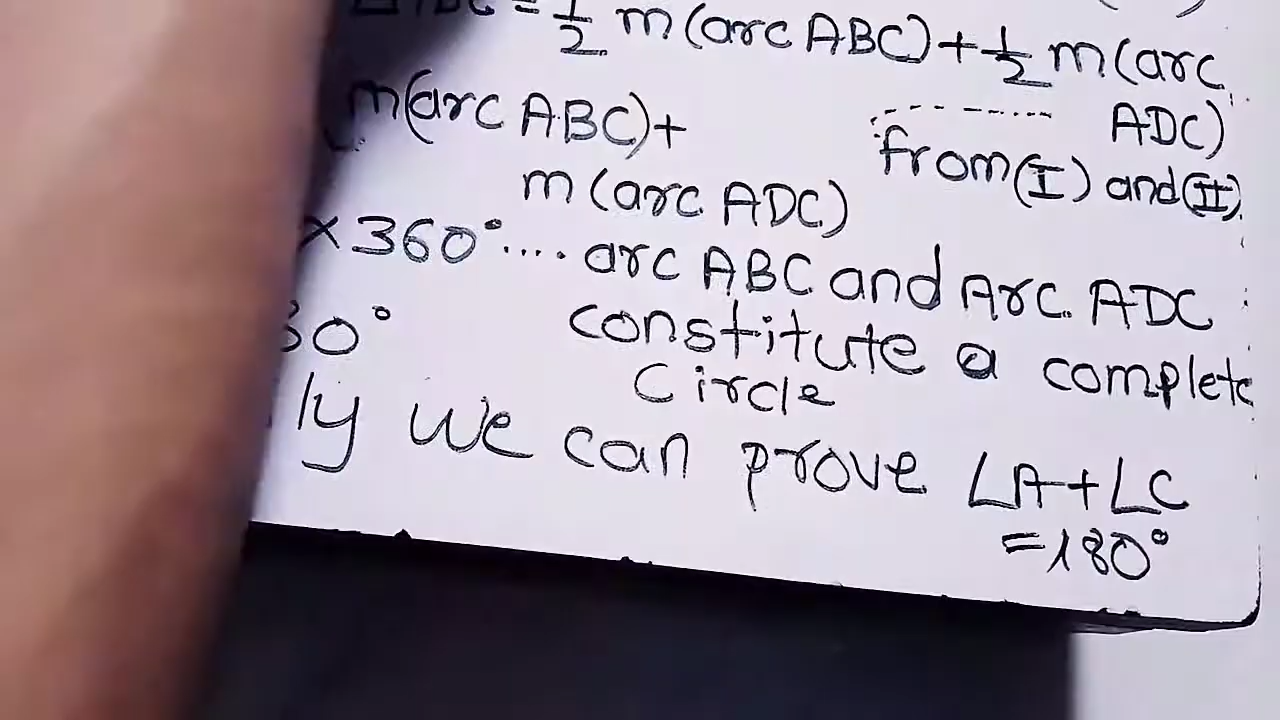 = 1/2 m(arc ABC) + 1/2 m(arc
ADC)
m(arc ABC)+
from (I) and (II)
m(arc ADC)
×360°.... arc ABC and Arc. ADC
constitute a complete
circle
ly we can prove ∠A+∠C
=180°